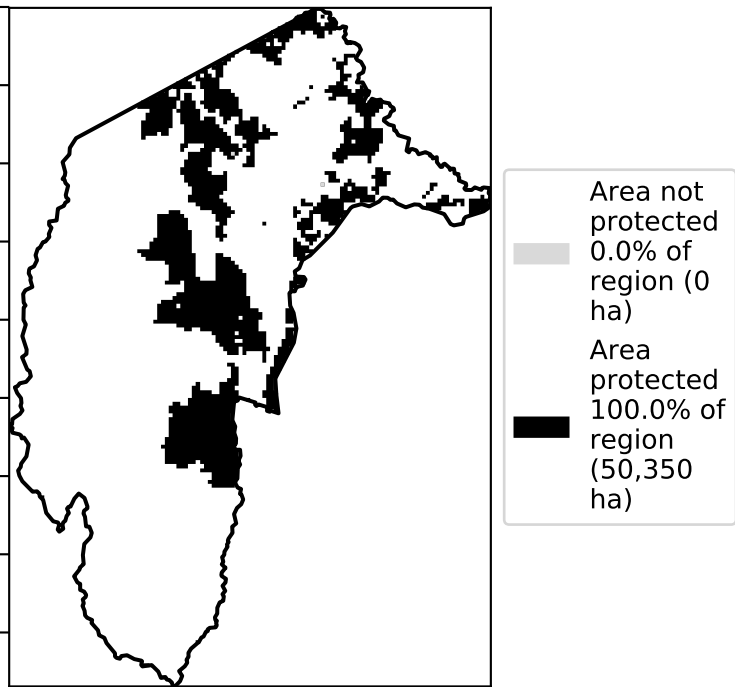 Area not
protected
0.0% of
region (0
ha)
Area
protected
100.0% of
region
(50,350
ha)